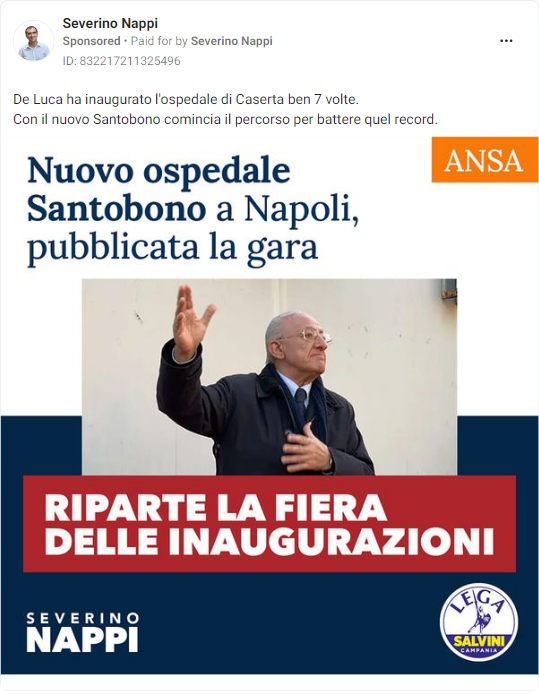 Severino Nappi
Sponsored • Paid for by Severino Nappi
ID: 832217211325496
De Luca ha inaugurato l'ospedale di Caserta ben 7 volte.
Con il nuovo Santobono comincia il percorso per battere quel record.
ANSA
Nuovo ospedale
Santobono a Napoli,
pubblicata la gara
RIPARTE LA FIERA
DELLE INAUGURAZIONI
SEVERINO
NAPPI
LEGA
SALVINI
CAMPANIA